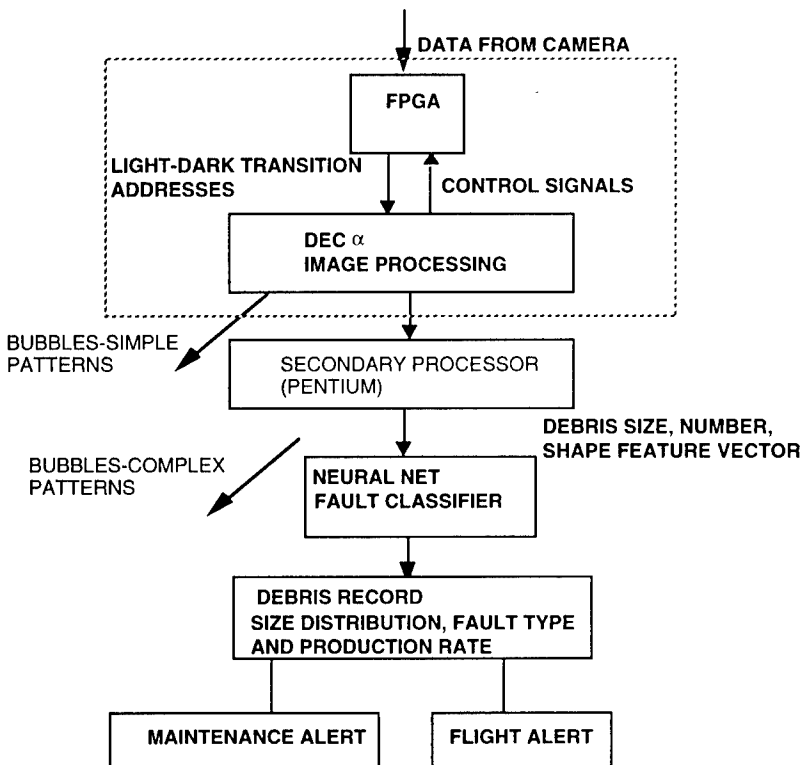 DATA FROM CAMERA
FPGA
LIGHT-DARK TRANSITION
ADDRESSES
CONTROL SIGNALS
DEC α
IMAGE PROCESSING
BUBBLES-SIMPLE
PATTERNS
SECONDARY PROCESSOR
(PENTIUM)
DEBRIS SIZE, NUMBER,
SHAPE FEATURE VECTOR
BUBBLES-COMPLEX
PATTERNS
NEURAL NET
FAULT CLASSIFIER
DEBRIS RECORD
SIZE DISTRIBUTION, FAULT TYPE
AND PRODUCTION RATE
MAINTENANCE ALERT
FLIGHT ALERT